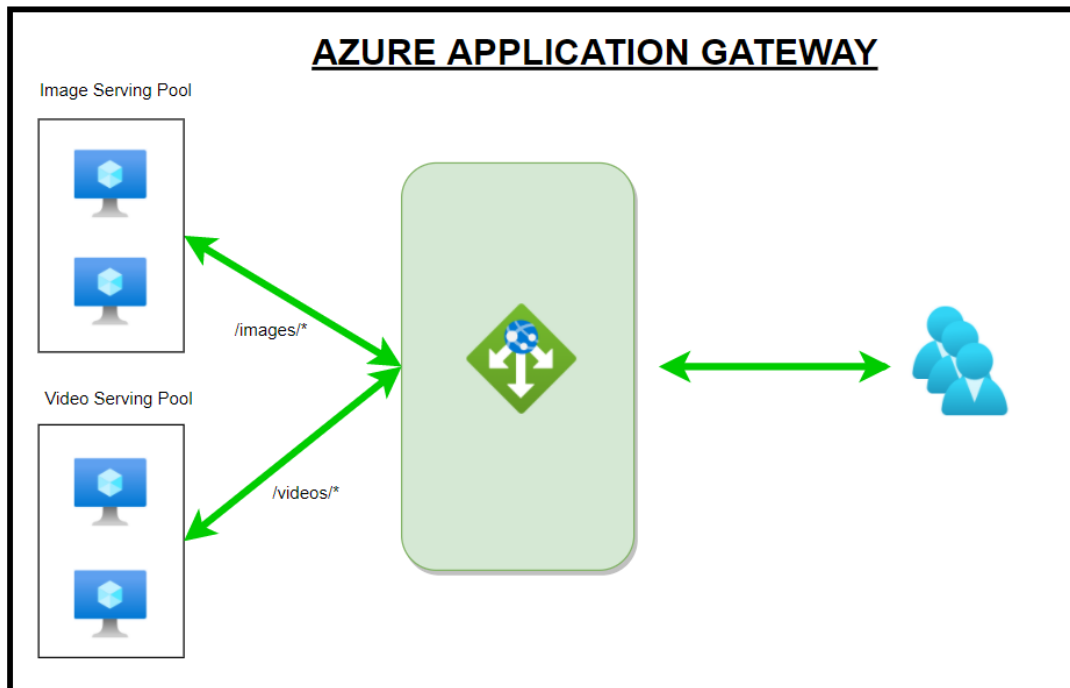 AZURE APPLICATION GATEWAY
Image Serving Pool
/images/*
Video Serving Pool
/videos/*